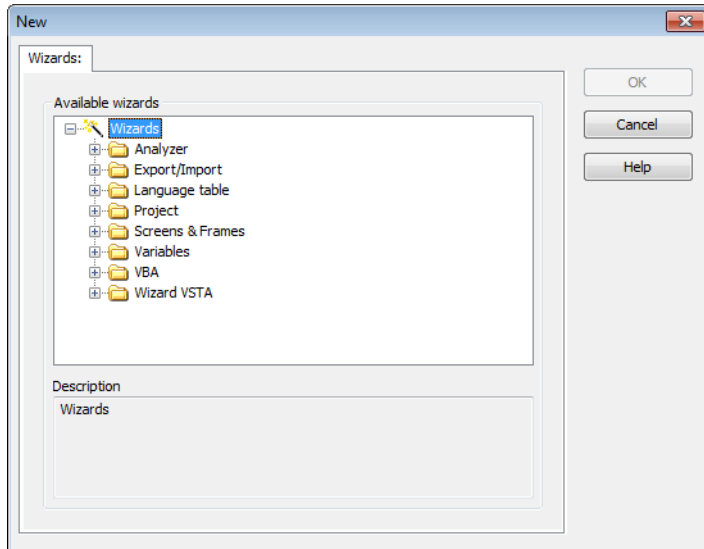 New
Wizards:
Available wizards
Wizards
Analyzer
Export/Import
Language table
Project
Screens & Frames
Variables
VBA
Wizard VSTA
Description
Wizards
OK
Cancel
Help